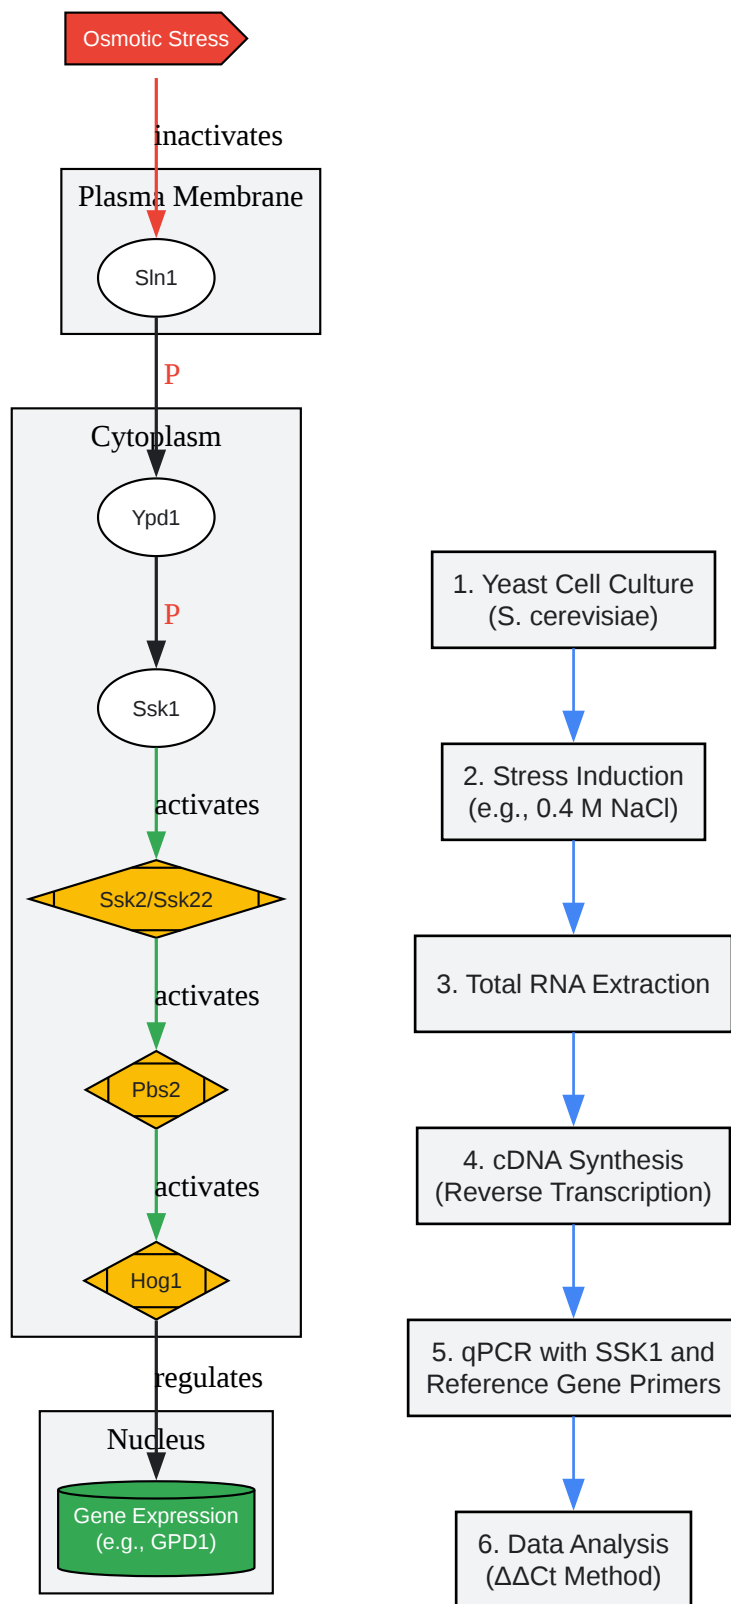 Osmotic Stress
inactivates
Plasma Membrane
Sln1
P
Cytoplasm
Ypd1
P
Ssk1
activates
Ssk2/Ssk22
activates
Pbs2
activates
Hog1
regulates
Nucleus
Gene Expression
(e.g., GPD1)
1. Yeast Cell Culture
(S. cerevisiae)
2. Stress Induction
(e.g., 0.4 M NaCl)
3. Total RNA Extraction
4. cDNA Synthesis
(Reverse Transcription)
5. qPCR with SSK1 and
Reference Gene Primers
6. Data Analysis
(ΔΔCt Method)